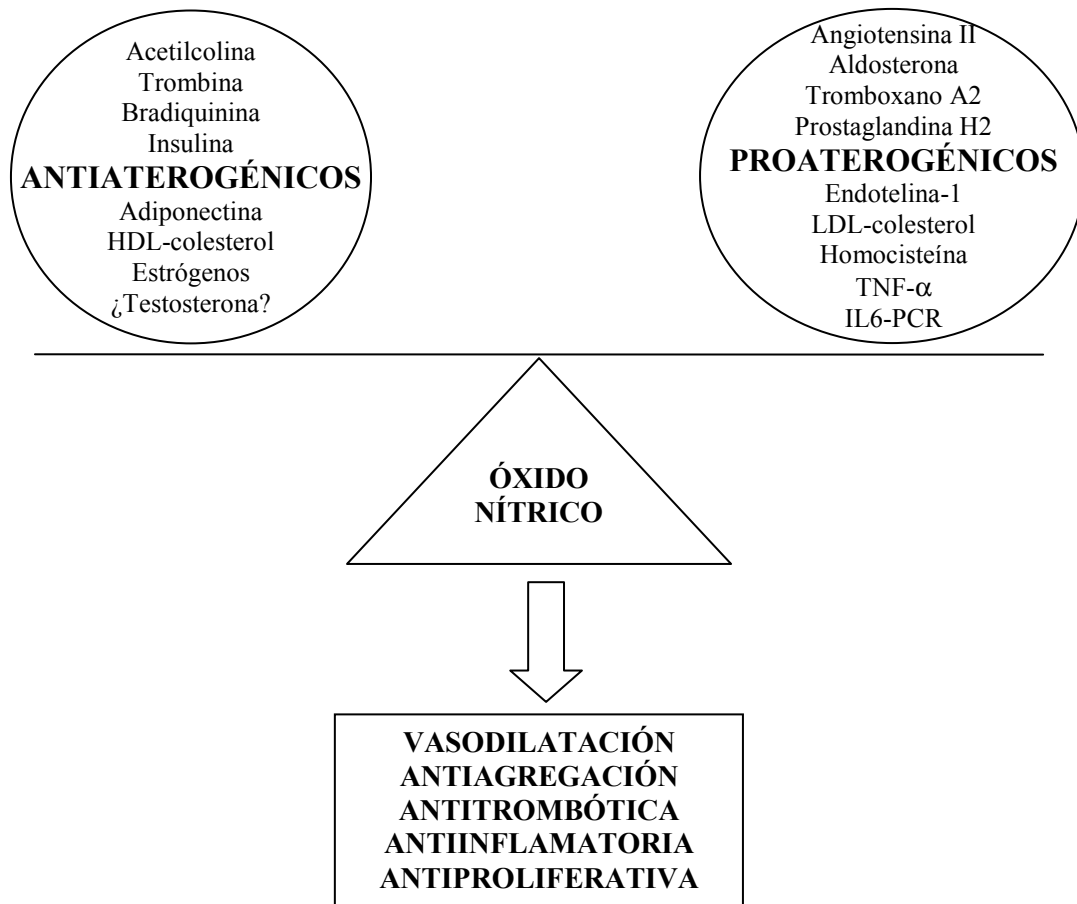 Acetilcolina
Trombina
Bradiquinina
Insulina
ANTIATEROGÉNICOS
Adiponectina
HDL-colesterol
Estrógenos
¿Testosterona?
Angiotensina II
Aldosterona
Tromboxano A2
Prostaglandina H2
PROATEROGÉNICOS
Endotelina-1
LDL-colesterol
Homocisteína
TNF-α
IL6-PCR
ÓXIDO
NÍTRICO
VASODILATACIÓN
ANTIAGREGACIÓN
ANTITROMBÓTICA
ANTIINFLAMATORIA
ANTIPROLIFERATIVA